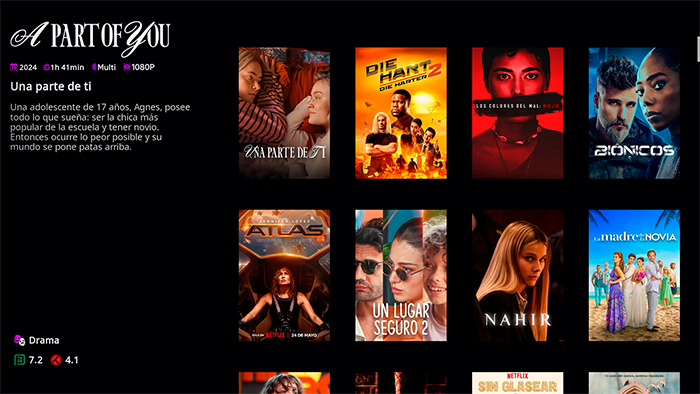 A PART OF YOU
2024 1h 41min Multi 1080P
Una parte de ti
Una adolescente de 17 años, Agnes, posee
todo lo que sueña: ser la chica más
popular de la escuela y tener novio.
Entonces ocurre lo peor posible y su
mundo se pone patas arriba.
Drama
7.2 4.1
UNA PARTE DE TI
DIE HART 2
DIE HARTER
LOS COLORES DEL MAL: ROJO
BIÓNICOS
JENNIFER LOPEZ
ATLAS
NETFLIX 24 DE MAYO
UN LUGAR
SEGURO 2
NAHIR
La madre de la
NOVIA
NETFLIX
SIN GLASEAR